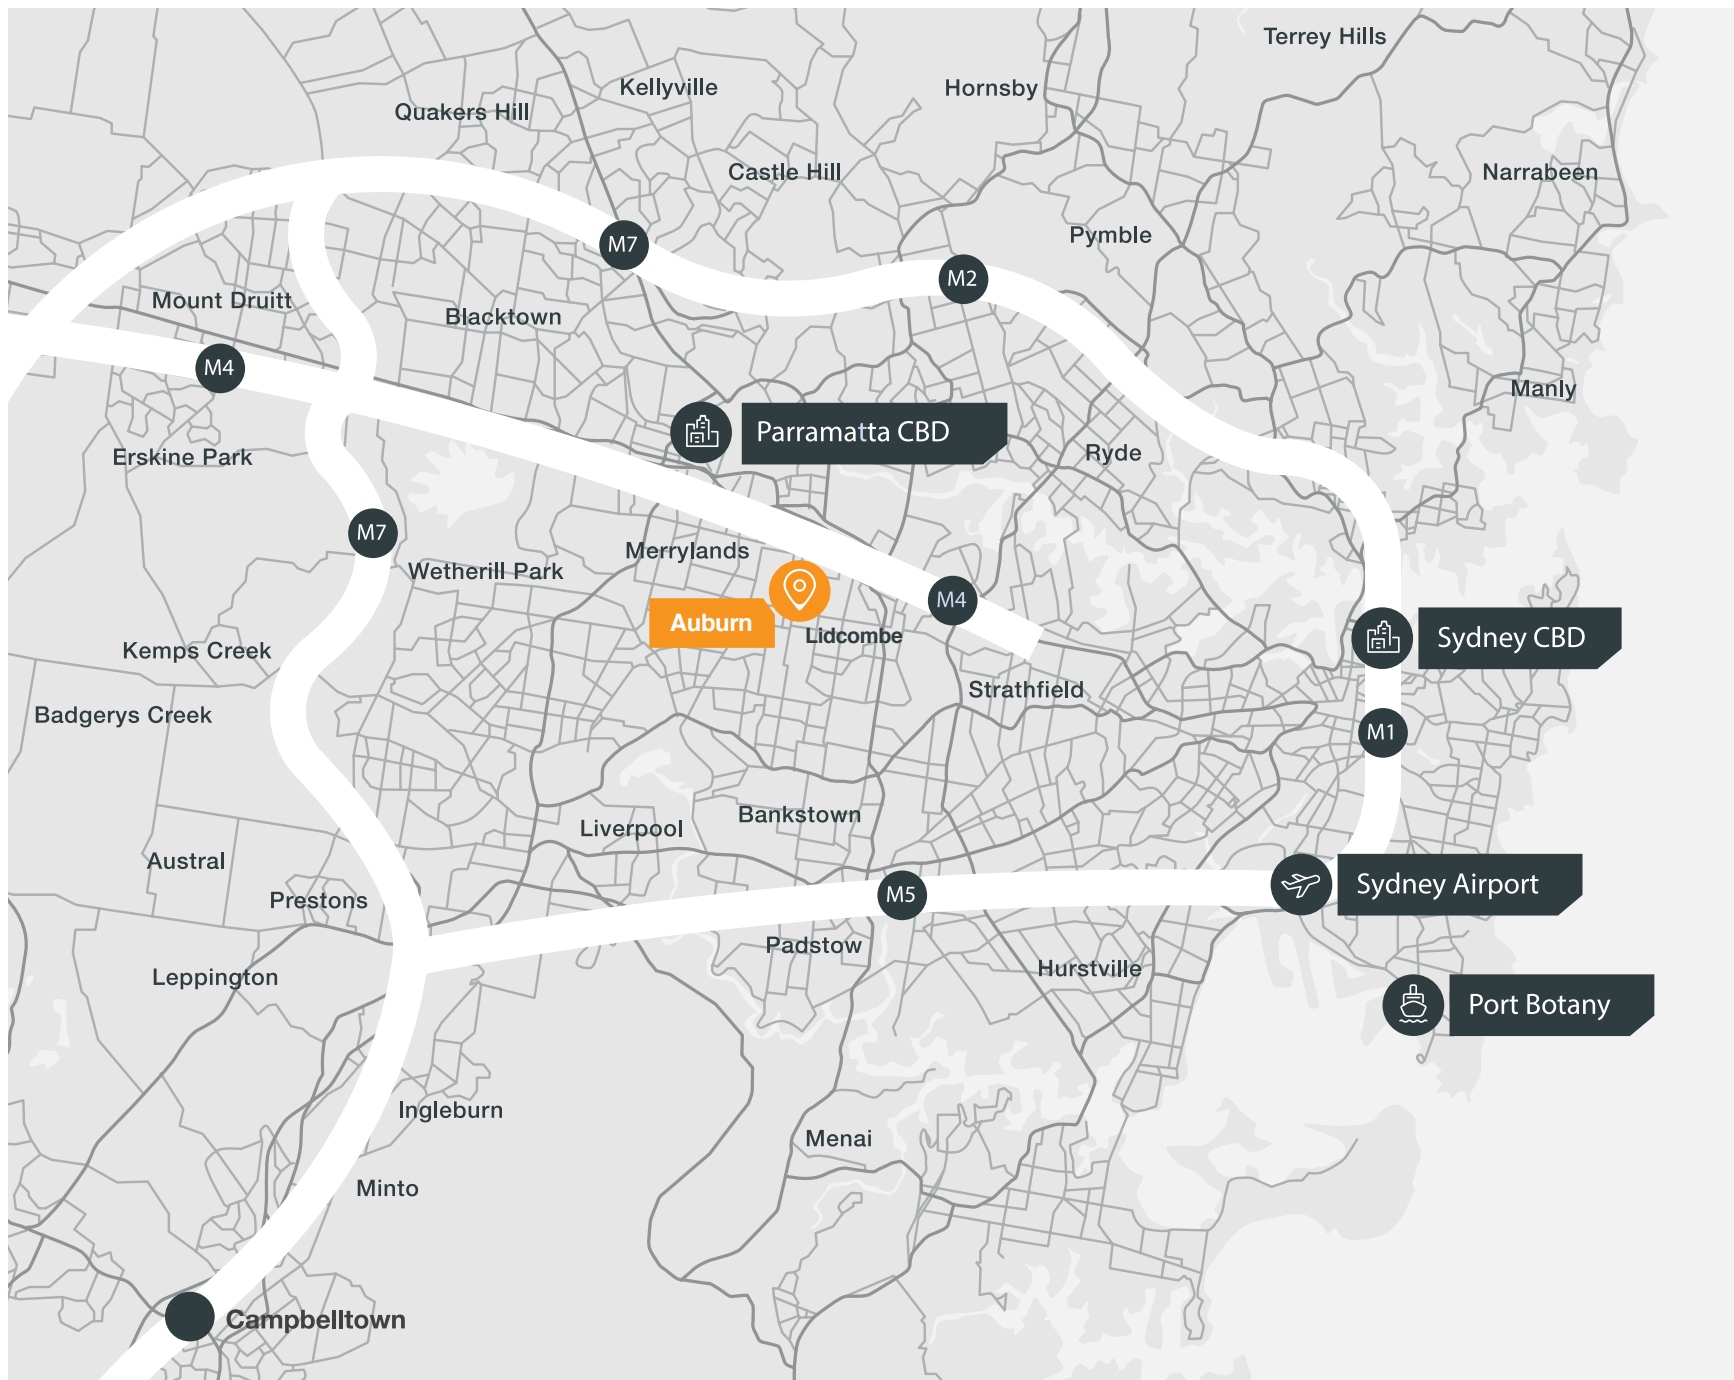 Terrey Hills
Kellyville
Hornsby
Quakers Hill
Castle Hill
Narrabeen
Pymble
M7
M2
Mount Druitt
Blacktown
M4
Manly
Parramatta CBD
Ryde
Erskine Park
M7
Merrylands
Wetherill Park
M4
Auburn
Lidcombe
Sydney CBD
Kemps Creek
Strathfield
Badgerys Creek
M1
Bankstown
Liverpool
Austral
Sydney Airport
M5
Prestons
Padstow
Hurstville
Leppington
Port Botany
Ingleburn
Menai
Minto
Campbelltown